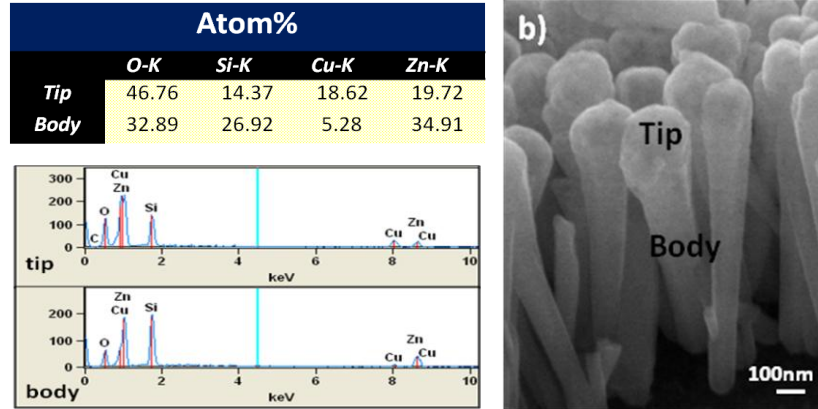 Atom%
O-K Si-K Cu-K Zn-K
Tip 46.76 14.37 18.62 19.72
Body 32.89 26.92 5.28 34.91
300
200
100
0
Cu
Zn
O
C
Si
Cu
Zn
Cu
0 2 4 6 8 10
keV
tip
200
100
0
Zn
Cu
O
Si
Zn
Cu
Cu
0 2 4 6 8 10
keV
body
b)
Tip
Body
100nm